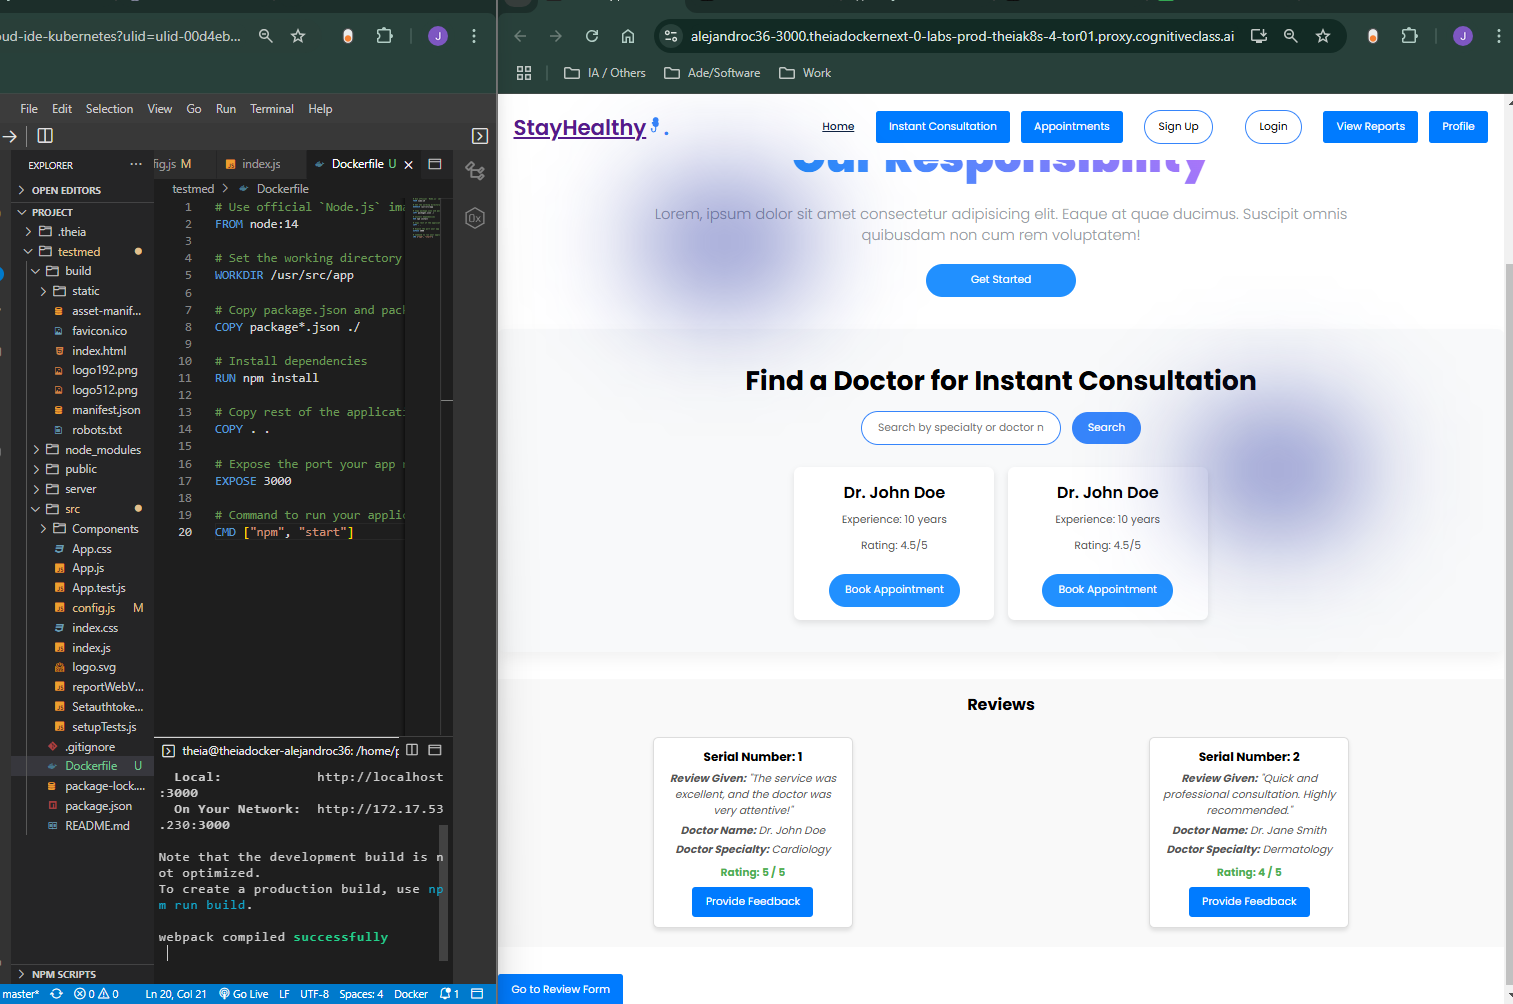 oud-ide-kubernetes?ulid=ulid-00d4eb...
J
File Edit Selection View Go Run Terminal Help
EXPLORER
OPEN EDITORS
PROJECT
.theia
testmed
build
static
asset-manif...
favicon.ico
index.html
logo192.png
logo512.png
manifest.json
robots.txt
node_modules
public
server
src
Components
App.css
App.js
App.test.js
config.js M
index.css
index.js
logo.svg
reportWebV...
Setauthtoke...
setupTests.js
.gitignore
Dockerfile U
package-lock....
package.json
README.md
NPM SCRIPTS
fig.js M
index.js
Dockerfile U
testmed > Dockerfile
1 # Use official `Node.js` ima
2 FROM node:14
3
4 # Set the working directory
5 WORKDIR /usr/src/app
6
7 # Copy package.json and pack
8 COPY package*.json ./
9
10 # Install dependencies
11 RUN npm install
12
13 # Copy rest of the applicati
14 COPY . .
15
16 # Expose the port your app r
17 EXPOSE 3000
18
19 # Command to run your applic
20 CMD ["npm", "start"]
theia@theiadocker-alejandroc36: /home/p
Local: http://localhost
:3000
On Your Network: http://172.17.53
.230:3000
Note that the development build is n
ot optimized.
To create a production build, use np
m run build.
webpack compiled successfully
master* 0 0 Ln 20, Col 21 Go Live LF UTF-8 Spaces: 4 Docker 1
alejandroc36-3000.theiadockernext-0-labs-prod-theiak8s-4-tor01.proxy.cognitiveclass.ai
J
IA / Others
Ade/Software
Work
StayHealthy.
Home
Instant Consultation
Appointments
Sign Up
Login
View Reports
Profile
Our Responsibility
Lorem, ipsum dolor sit amet consectetur adipisicing elit. Eaque at quae ducimus. Suscipit omnis
quibusdam non cum rem voluptatem!
Get Started
Find a Doctor for Instant Consultation
Search by specialty or doctor n
Search
Dr. John Doe
Experience: 10 years
Rating: 4.5/5
Book Appointment
Dr. John Doe
Experience: 10 years
Rating: 4.5/5
Book Appointment
Reviews
Serial Number: 1
Review Given: "The service was
excellent, and the doctor was
very attentive!"
Doctor Name: Dr. John Doe
Doctor Specialty: Cardiology
Rating: 5 / 5
Provide Feedback
Serial Number: 2
Review Given: "Quick and
professional consultation. Highly
recommended."
Doctor Name: Dr. Jane Smith
Doctor Specialty: Dermatology
Rating: 4 / 5
Provide Feedback
Go to Review Form